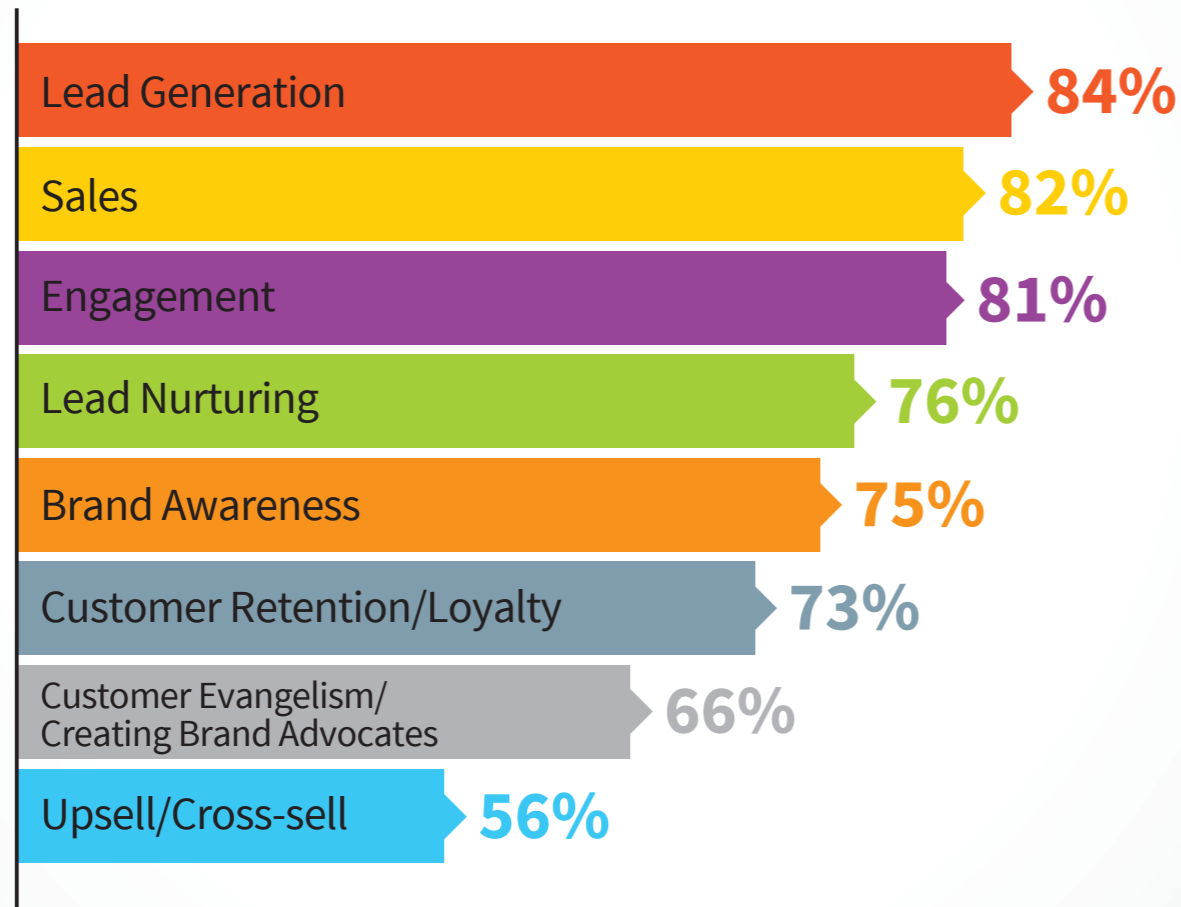 Lead Generation 84%
Sales 82%
Engagement 81%
Lead Nurturing 76%
Brand Awareness 75%
Customer Retention/Loyalty 73%
Customer Evangelism/
Creating Brand Advocates 66%
Upsell/Cross-sell 56%